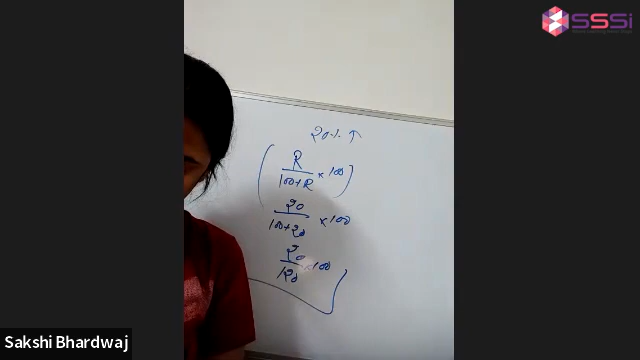 SSSi
20% ↑
(R/(100+R) × 100)
20/(100+20) × 100
20/120 × 100
Sakshi Bhardwaj